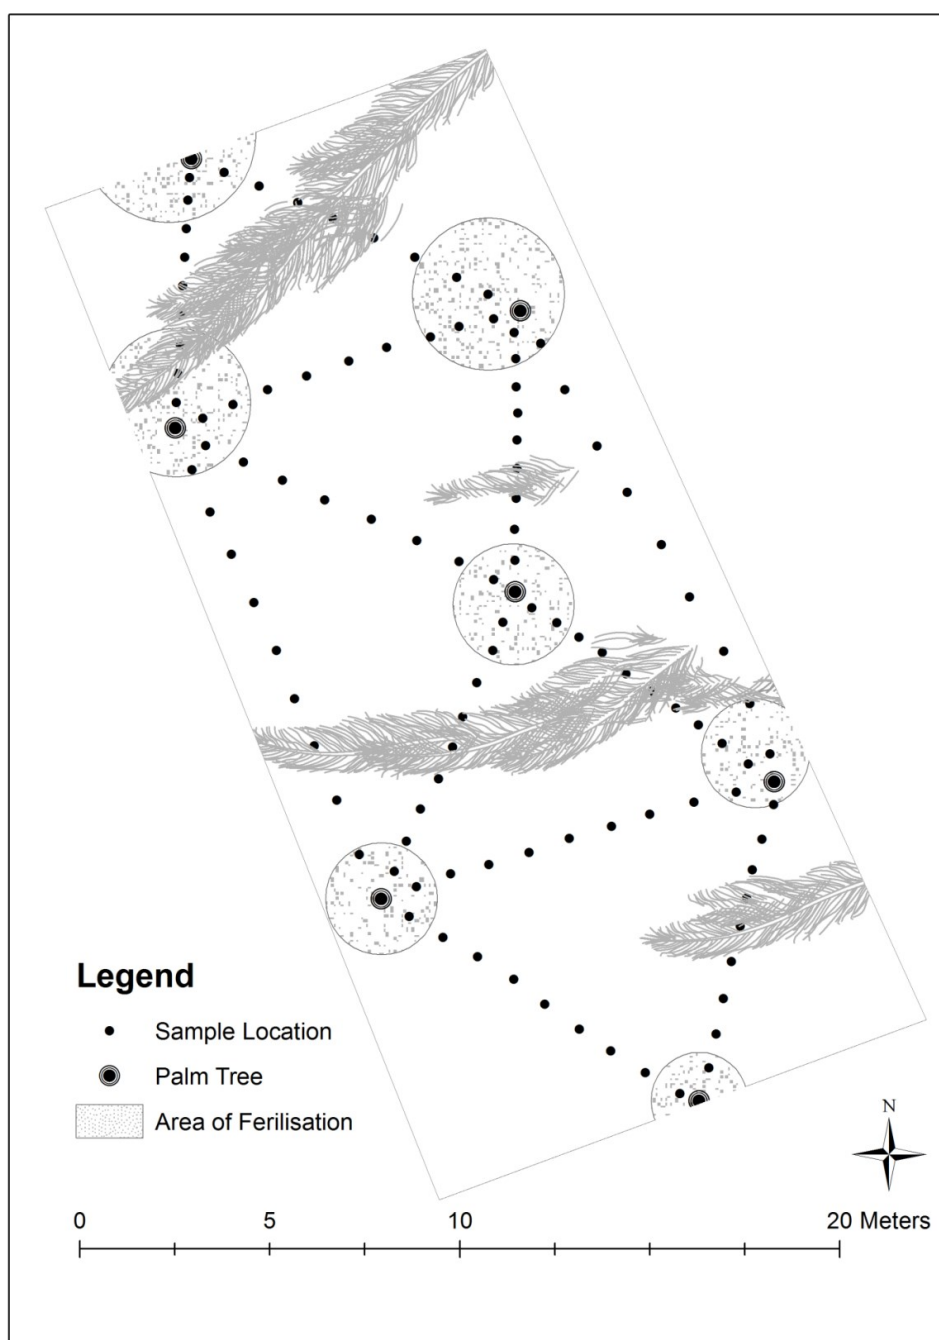 Legend
Sample Location
Palm Tree
Area of Ferilisation
N
0 5 10 20 Meters